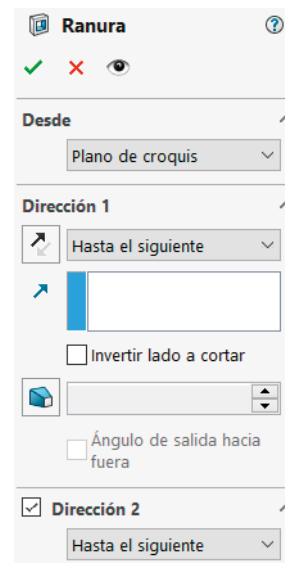 Ranura
Desde
Plano de croquis
Dirección 1
Hasta el siguiente
Invertir lado a cortar
Ángulo de salida hacia
fuera
Dirección 2
Hasta el siguiente